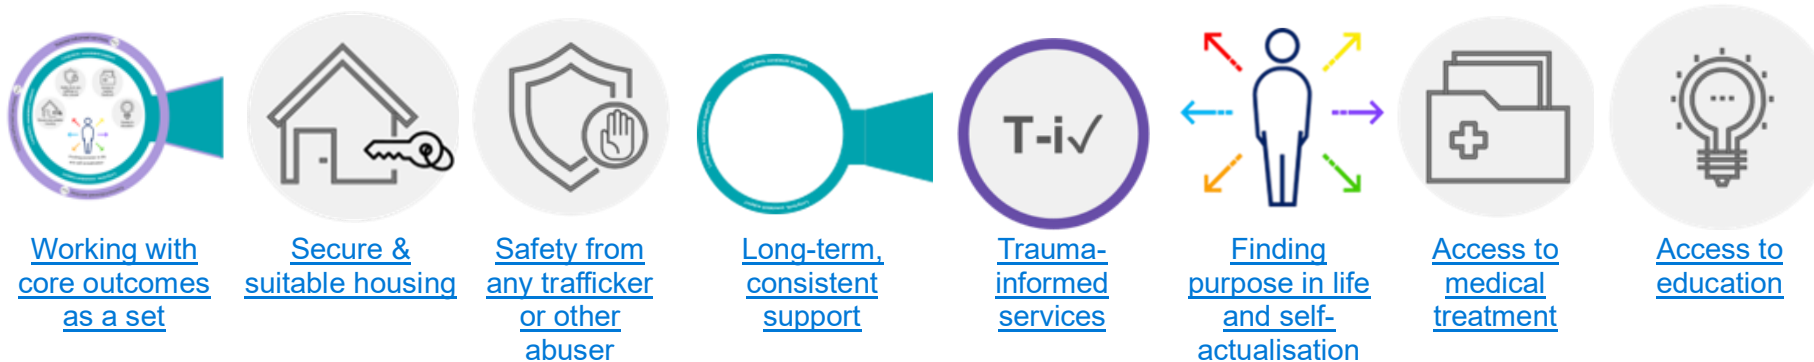 T-i✓
Working with
core outcomes
as a set
Secure &
suitable housing
Safety from
any trafficker
or other
abuser
Long-term,
consistent
support
Trauma-
informed
services
Finding
purpose in life
and self-
actualisation
Access to
medical
treatment
Access to
education